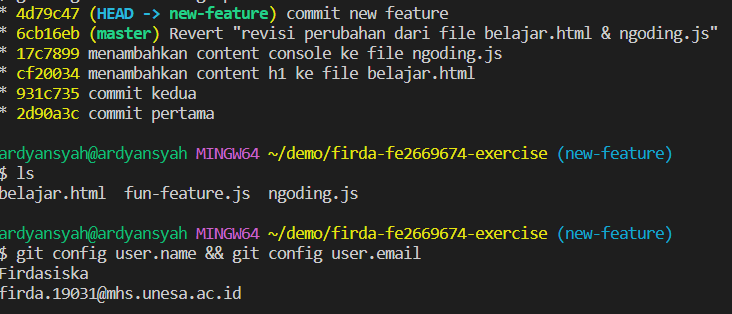 * 4d79c47 (HEAD -> new-feature) commit new feature
* 6cb16eb (master) Revert "revisi perubahan dari file belajar.html & ngoding.js"
* 17c7899 menambahkan content console ke file ngoding.js
* cf20034 menambahkan content h1 ke file belajar.html
* 931c735 commit kedua
* 2d90a3c commit pertama
ardyansyah@ardyansyah MINGW64 ~/demo/firda-fe2669674-exercise (new-feature)
$ ls
belajar.html  fun-feature.js  ngoding.js
ardyansyah@ardyansyah MINGW64 ~/demo/firda-fe2669674-exercise (new-feature)
$ git config user.name && git config user.email
Firdasiska
firda.19031@mhs.unesa.ac.id